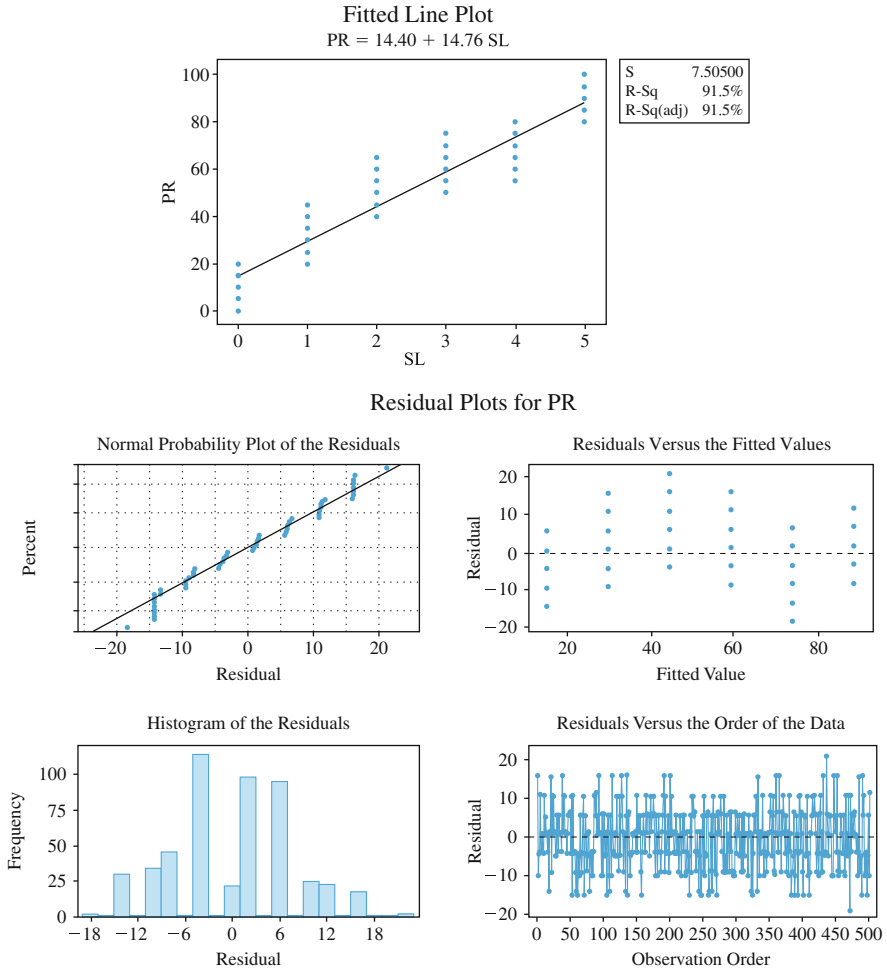 Fitted Line Plot
PR = 14.40 + 14.76 SL
S 7.50500
R-Sq 91.5%
R-Sq(adj) 91.5%
100
80
60
40
20
0
PR
0 1 2 3 4 5
SL
Residual Plots for PR
Normal Probability Plot of the Residuals
Percent
−20 −10 0 10 20
Residual
Residuals Versus the Fitted Values
20
10
0
−10
−20
Residual
20 40 60 80
Fitted Value
Histogram of the Residuals
100
75
50
25
0
Frequency
−18 −12 −6 0 6 12 18
Residual
Residuals Versus the Order of the Data
20
10
0
−10
−20
Residual
0 50 100 150 200 250 300 350 400 450 500
Observation Order